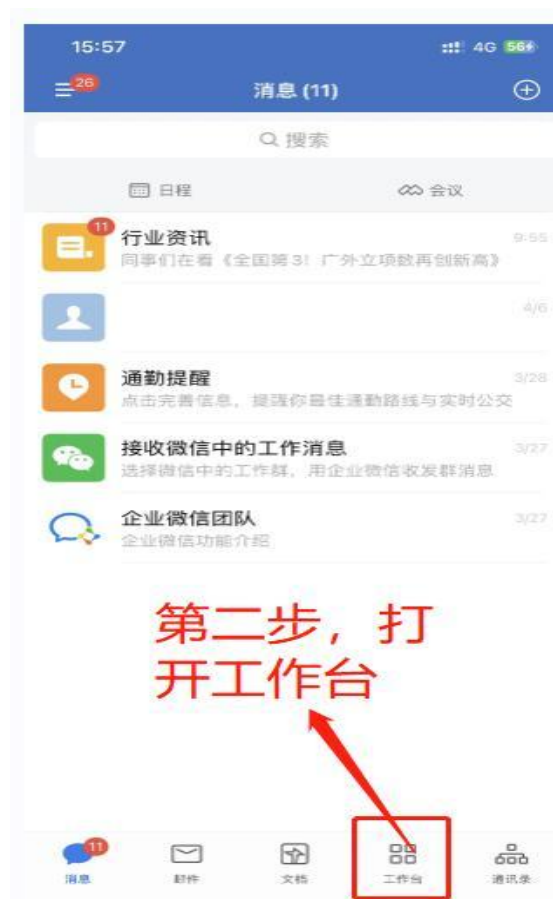 15:57
4G 56
26
消息 (11)
搜索
日程
会议
11
行业资讯
9:55
同事们在看《全国第3! 广外立项数再创新高》
4/6
通勤提醒
3/28
点击完善信息，提醒你最佳通勤路线与实时公交
接收微信中的工作消息
3/27
选择微信中的工作群，用企业微信收发群消息
企业微信团队
3/27
企业微信功能介绍
第二步，打
开工作台
11
消息
邮件
文档
工作台
通讯录